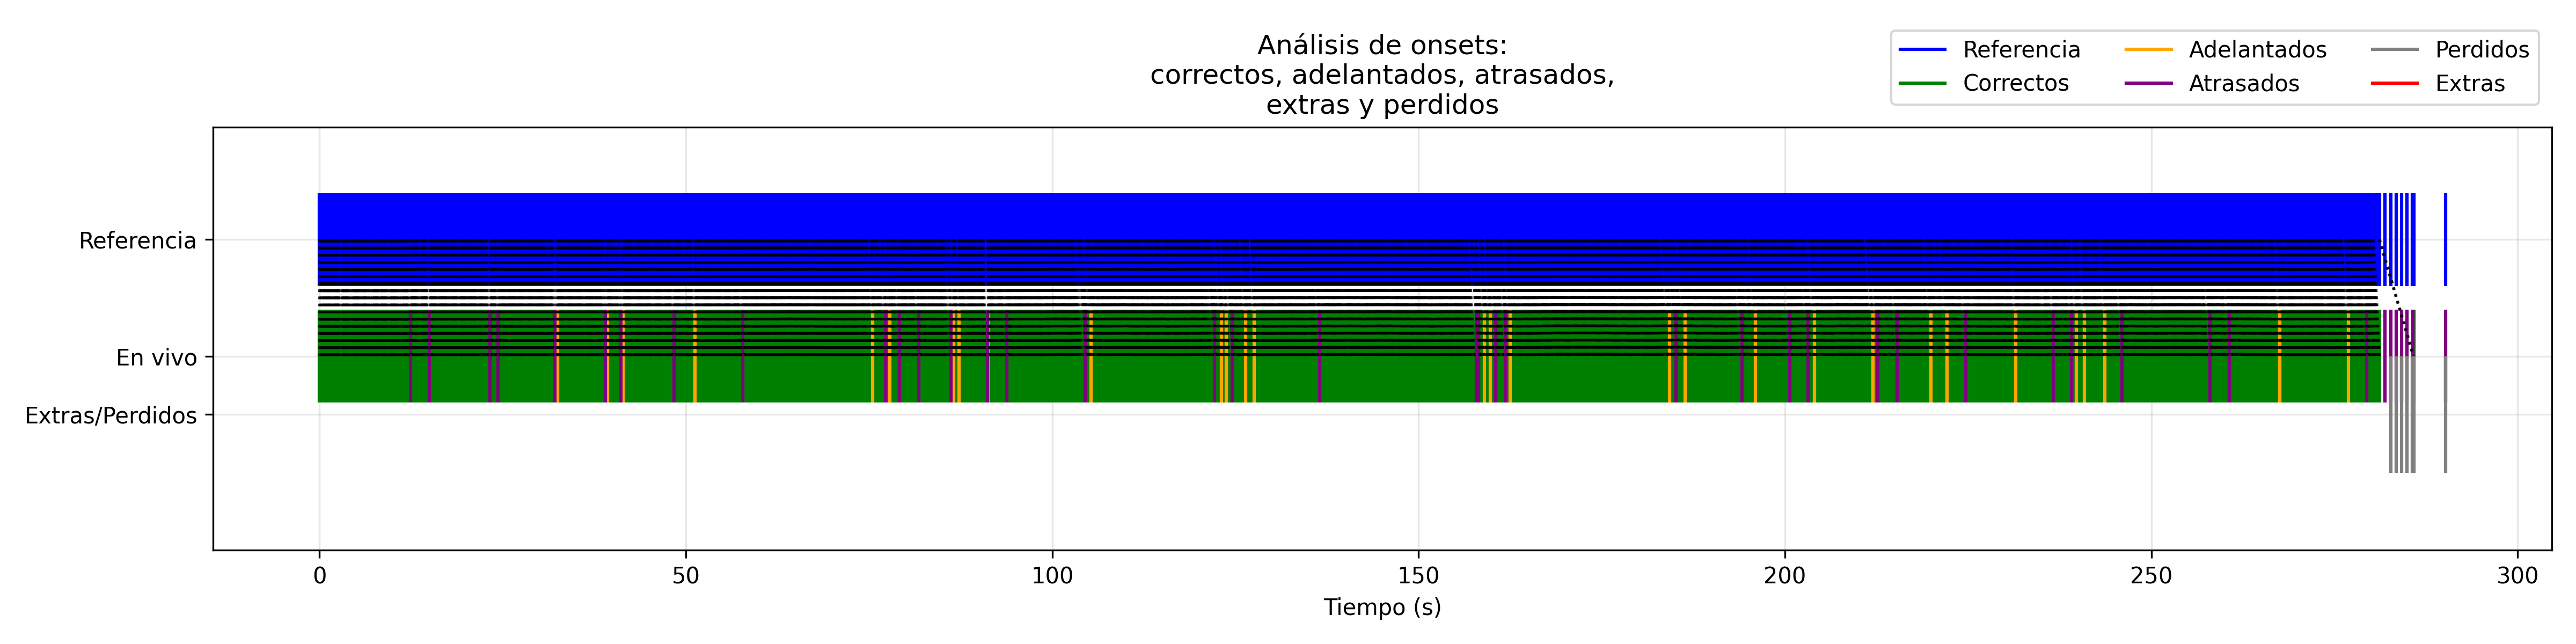 Análisis de onsets:
correctos, adelantados, atrasados,
extras y perdidos
Referencia
Correctos
Adelantados
Atrasados
Perdidos
Extras
Referencia
En vivo
Extras/Perdidos
0
50
100
150
200
250
300
Tiempo (s)